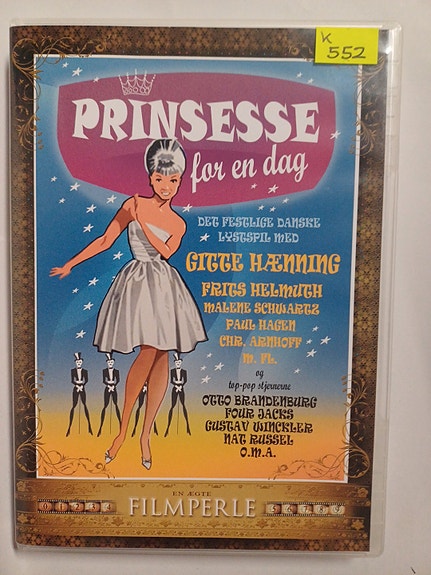 K
552
PRINSESSE
for en dag
DET FESTLIGE DANSKE
LYSTSPIL MED
GITTE HÆNNING
FRITS HELMUTH
MALENE SCHWARTZ
PAUL HAGEN
CHR. ARNHOFF
M. FL.
og
top-pop stjernerne
OTTO BRANDENBURG
FOUR JACKS
GUSTAV WINCKLER
NAT RUSSEL
O.M.A.
EN ÆGTE
FILMPERLE